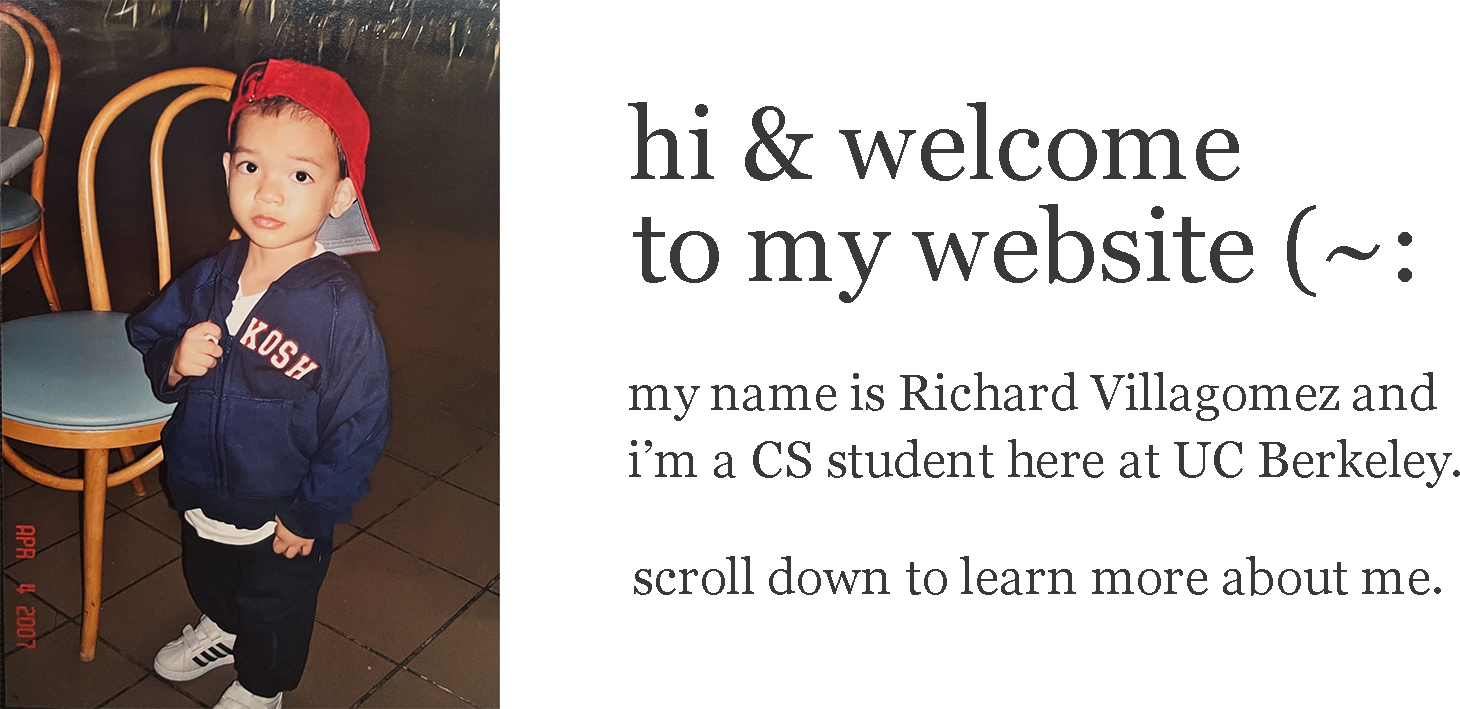 hi & welcome
to my website (~:
my name is Richard Villagomez and
i’m a CS student here at UC Berkeley.
scroll down to learn more about me.
KOSH
APR 4 2007